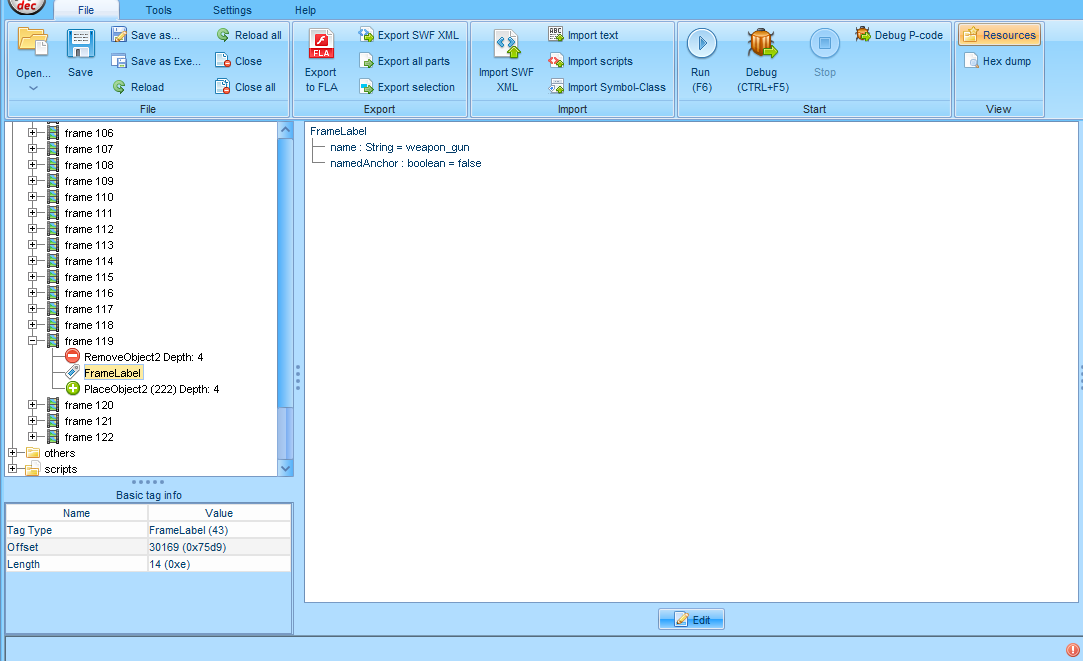 dec
File Tools Settings Help
Open... Save Save as... Reload all
Save as Exe... Close
Reload Close all
File
FLA
Export to FLA
Export SWF XML
Export all parts
Export selection
Export
Import SWF XML
ABC
Import text
Import scripts
Import Symbol-Class
Import
Run (F6)
Debug (CTRL+F5)
Stop
Debug P-code
Start
Resources
Hex dump
View
frame 106
frame 107
frame 108
frame 109
frame 110
frame 111
frame 112
frame 113
frame 114
frame 115
frame 116
frame 117
frame 118
frame 119
RemoveObject2 Depth: 4
FrameLabel
PlaceObject2 (222) Depth: 4
frame 120
frame 121
frame 122
others
scripts
Basic tag info
Name Value
Tag Type FrameLabel (43)
Offset 30169 (0x75d9)
Length 14 (0xe)
FrameLabel
name : String = weapon_gun
namedAnchor : boolean = false
Edit